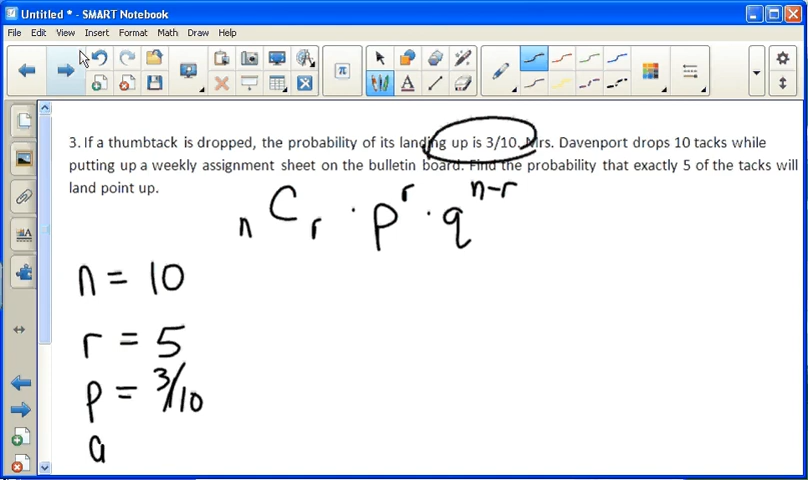 Untitled * - SMART Notebook
File Edit View Insert Format Math Draw Help
3. If a thumbtack is dropped, the probability of its landing up is 3/10. Mrs. Davenport drops 10 tacks while
putting up a weekly assignment sheet on the bulletin board. Find the probability that exactly 5 of the tacks will
land point up.
nCr · p^r · q^n-r
n = 10
r = 5
p = 3/10
q